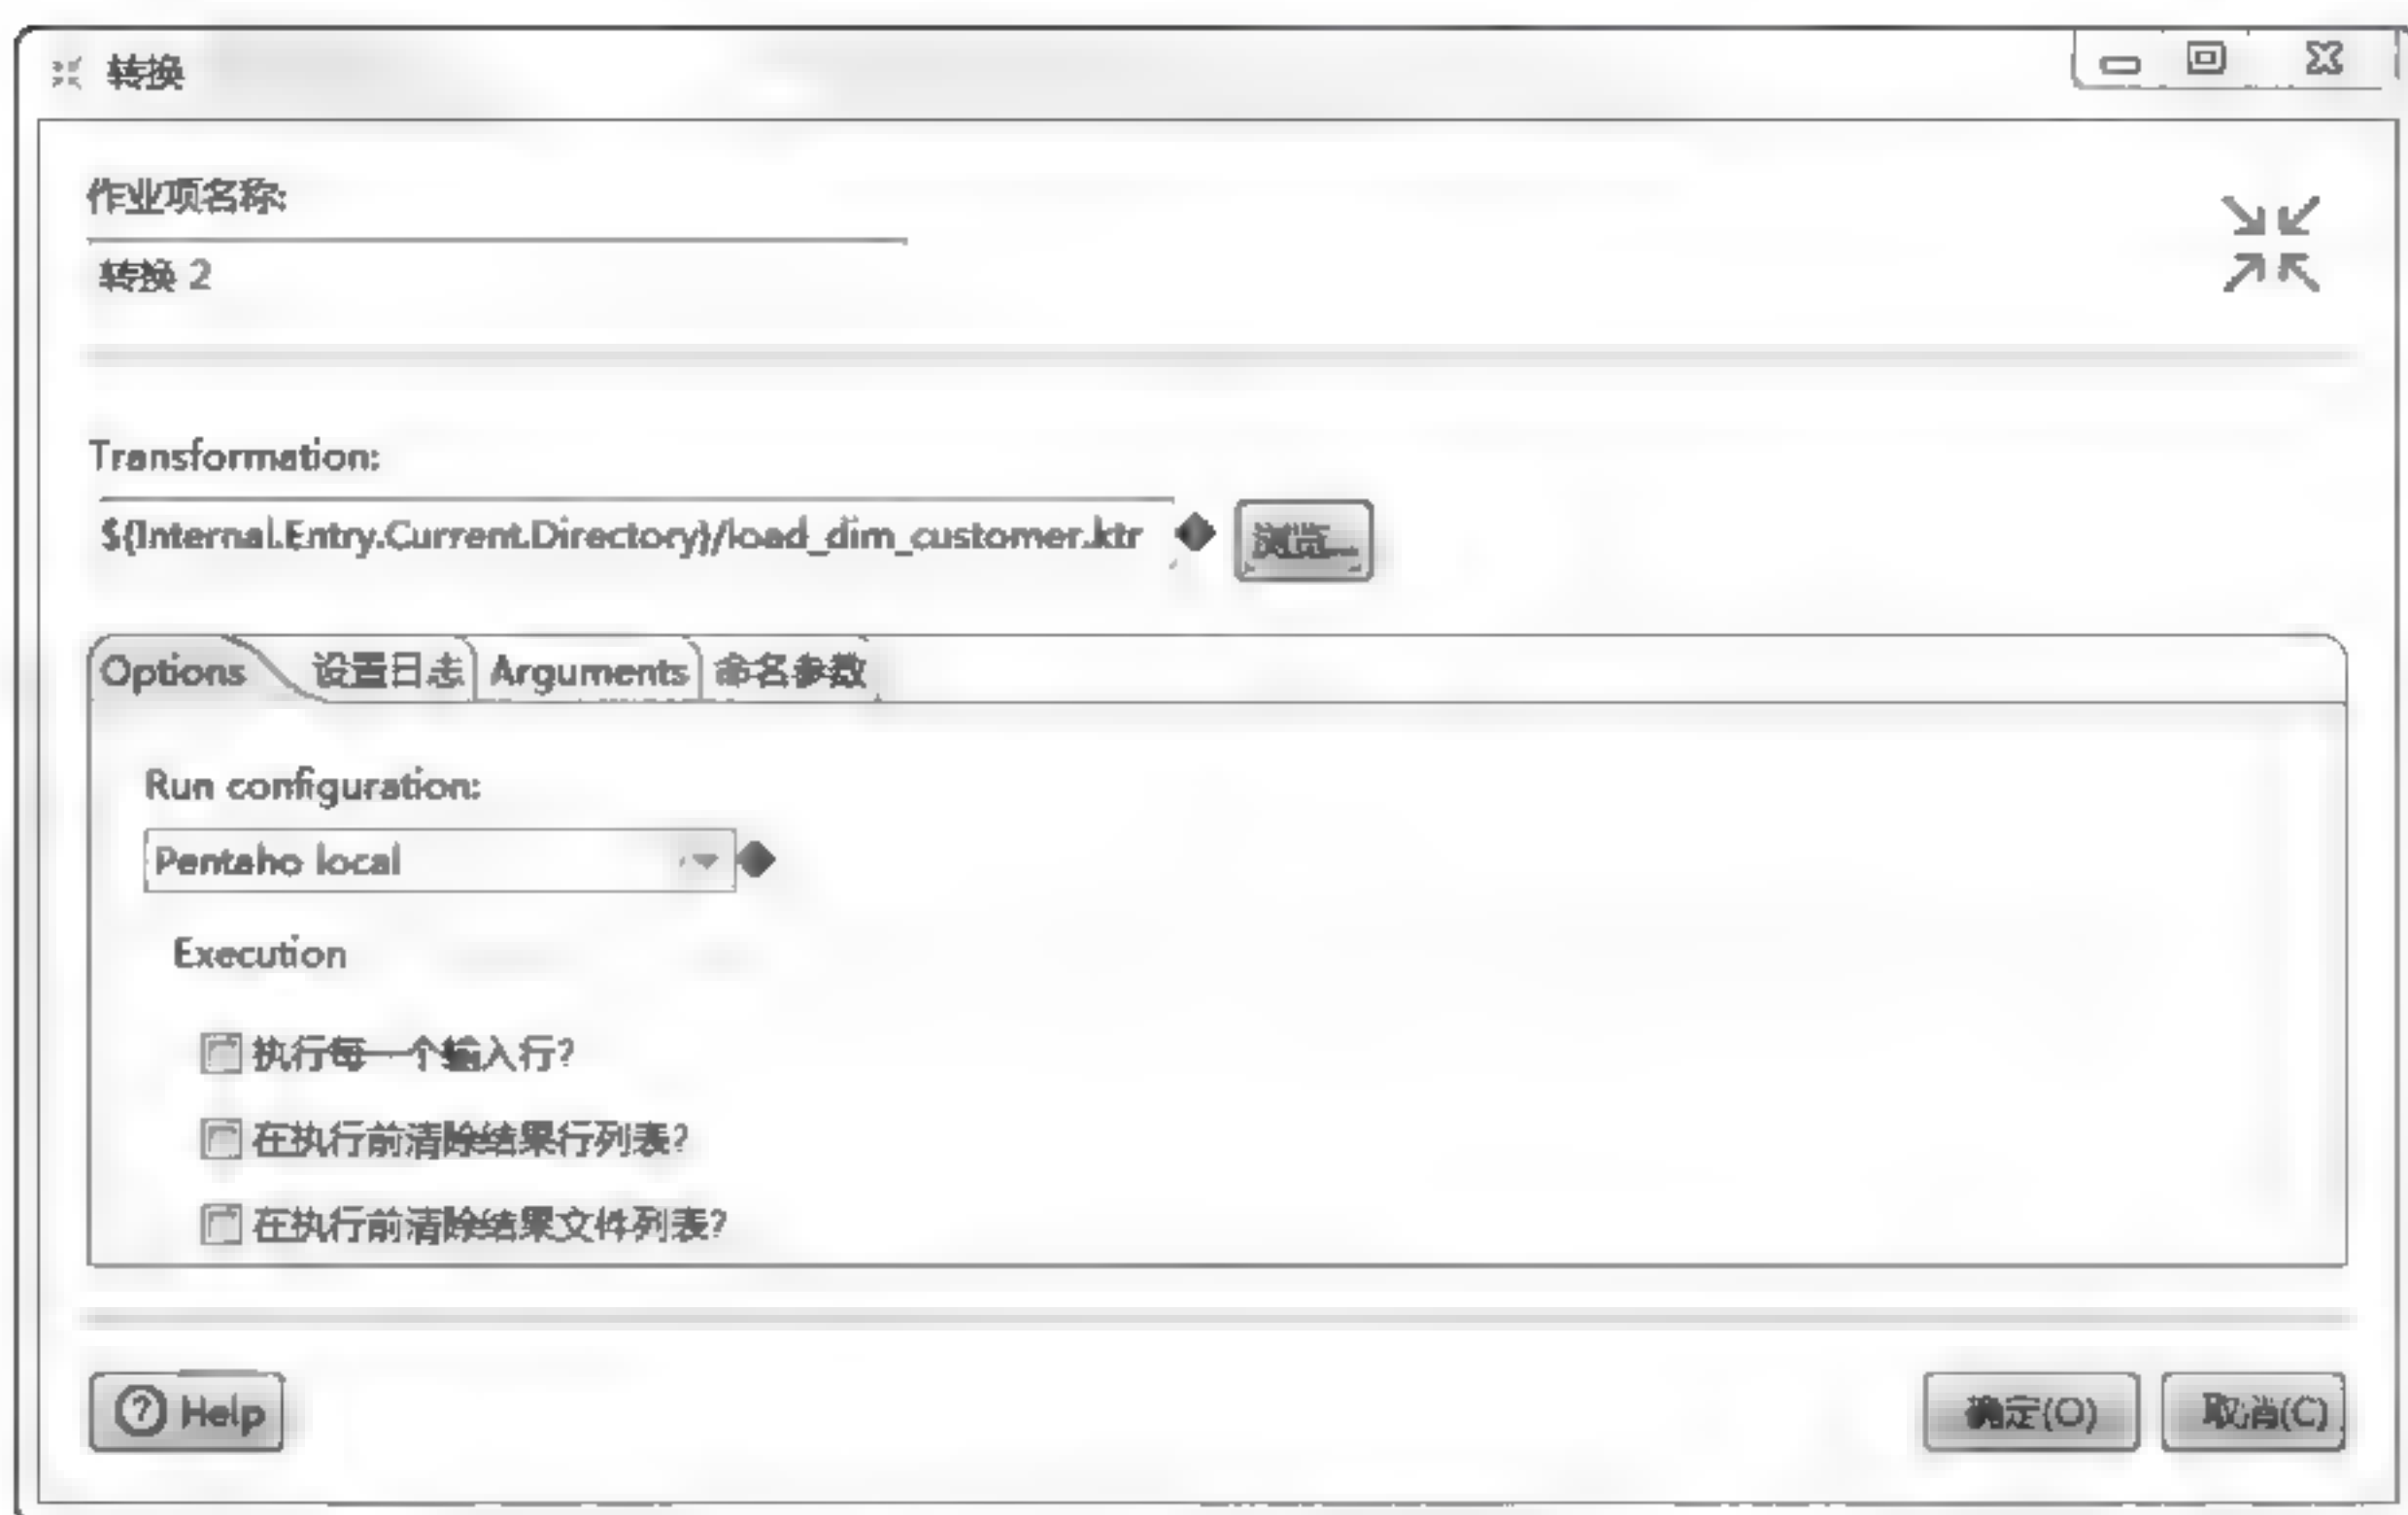 转换
作业项名称:
转换 2
Transformation:
${Internal.Entry.Current.Directory}/load_dim_customer.ktr 浏览...
Options 设置日志 Arguments 命名参数
Run configuration:
Pentaho local
Execution
执行每一个输入行?
在执行前清除结果行列表?
在执行前清除结果文件列表?
Help 确定(O) 取消(C)